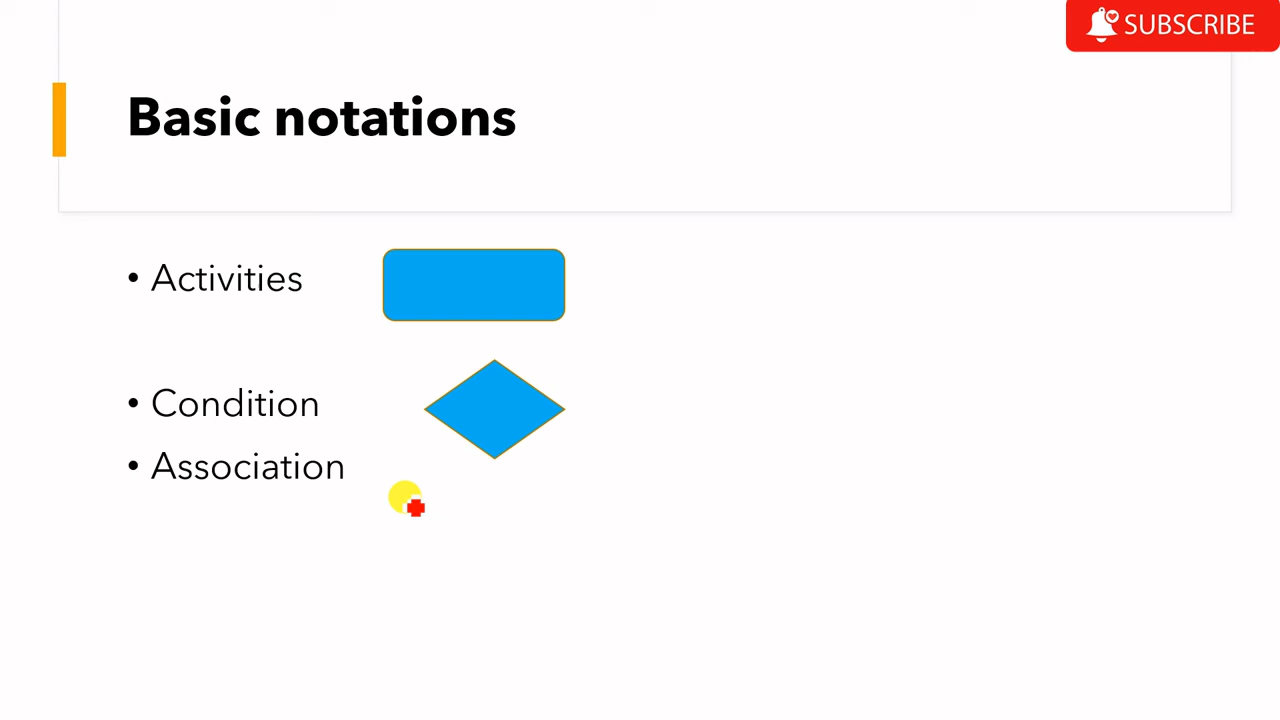 SUBSCRIBE
Basic notations
• Activities
• Condition
• Association